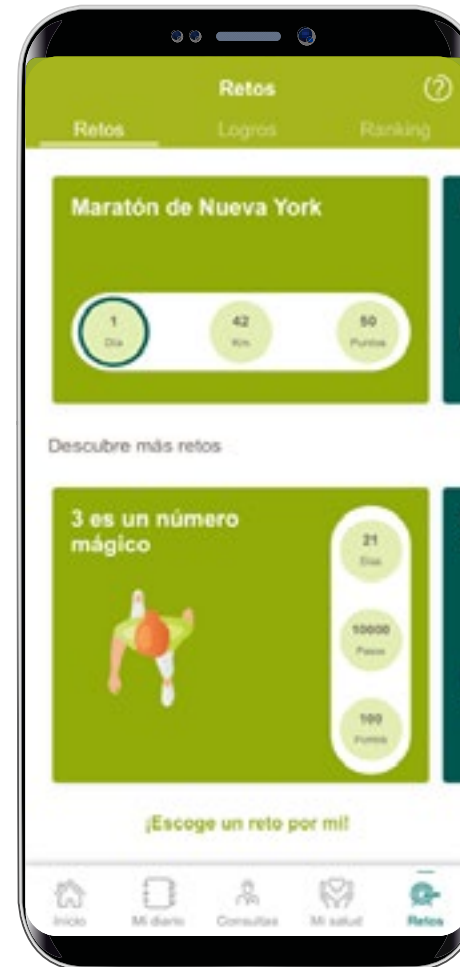 Retos
Retos Logros Ranking
Maratón de Nueva York
1 42 50
Día Km Puntos
Descubre más retos
3 es un número
mágico
21
Días
10000
Pasos
100
Puntos
¡Escoge un reto por mí!
Inicio Mi diario Consultas Mi salud Retos